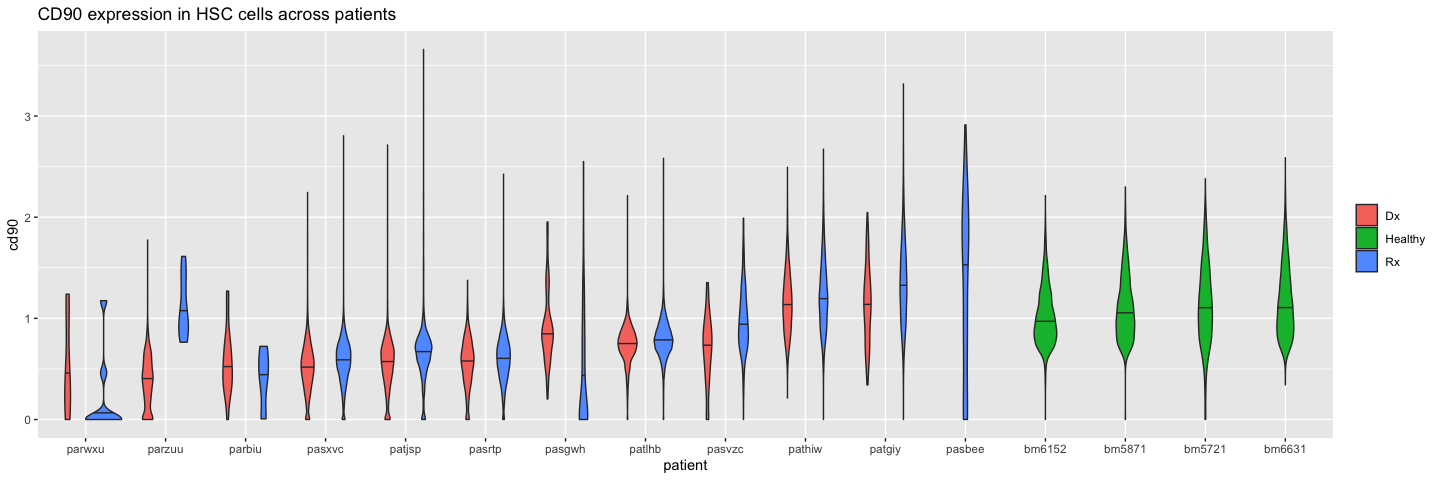 CD90 expression in HSC cells across patients
cd90
3
2
1
0
parwxu parzuu parbiu pasxvc patjsp pasrtp pasgwh patlhb pasvzc pathiw patgiy pasbee bm6152 bm5871 bm5721 bm6631
patient
Dx
Healthy
Rx